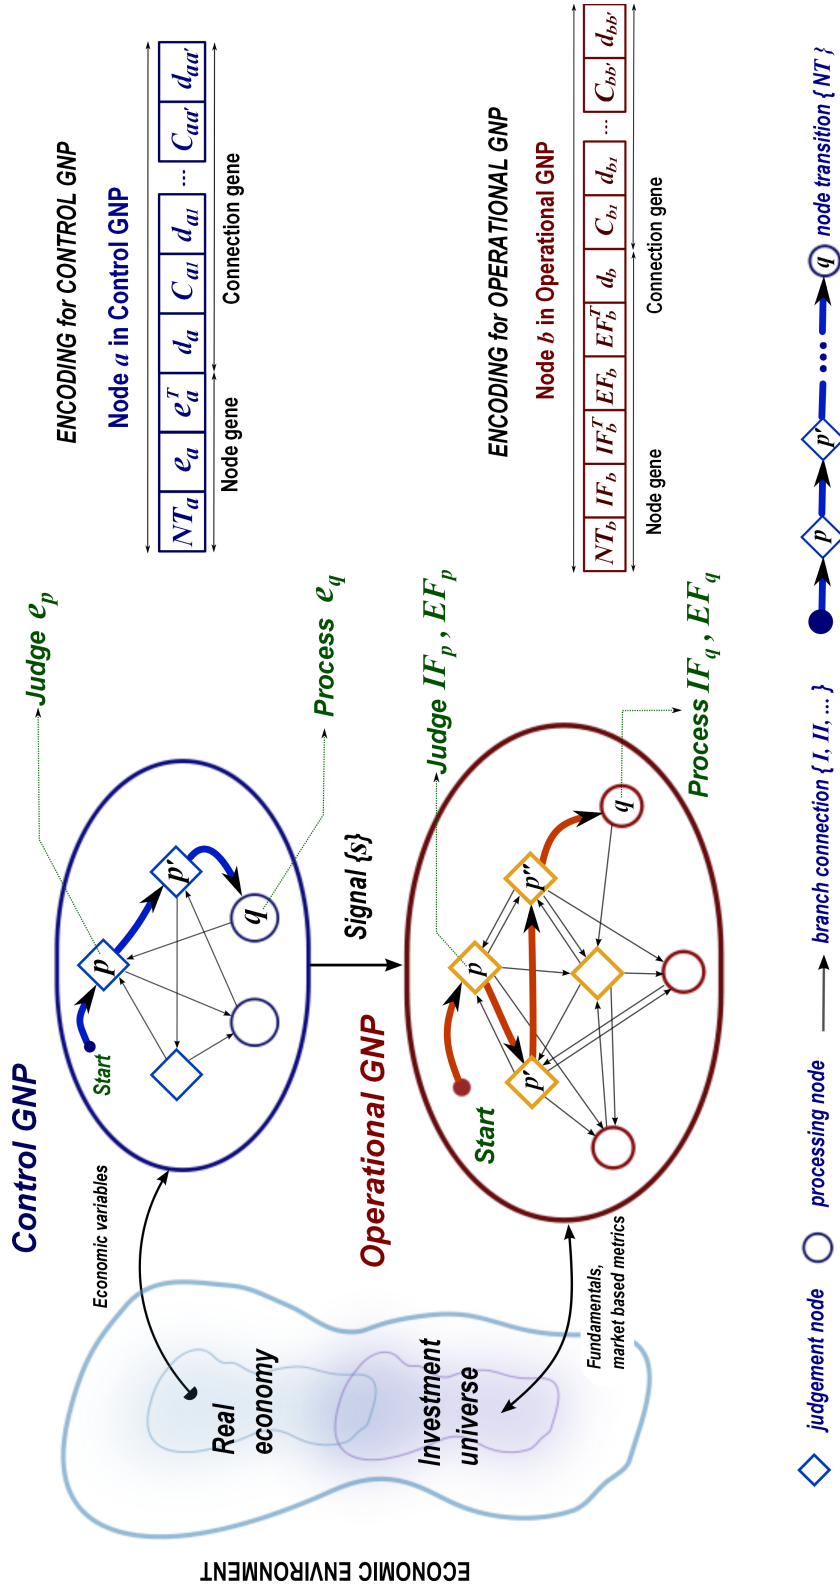 ECONOMIC ENVIRONMENT
Real
economy
Investment
universe
Economic variables
Fundamentals,
market based metrics
Control GNP
Start
p
p'
q
Judge e_p
Process e_q
Signal {s}
Operational GNP
Start
p
p'
p''
q
Judge IF_p , EF_p
Process IF_q , EF_q
ENCODING for CONTROL GNP
Node a in Control GNP
NT_a e_a e_a^T d_a C_a1 d_a1 ... C_aa' d_aa'
Node gene Connection gene
ENCODING for OPERATIONAL GNP
Node b in Operational GNP
NT_b IF_b IF_b^T EF_b EF_b^T d_b C_b1 d_b1 ... C_bb' d_bb'
Node gene Connection gene
judgement node processing node branch connection { I, II, ... } p p' q node transition { NT }